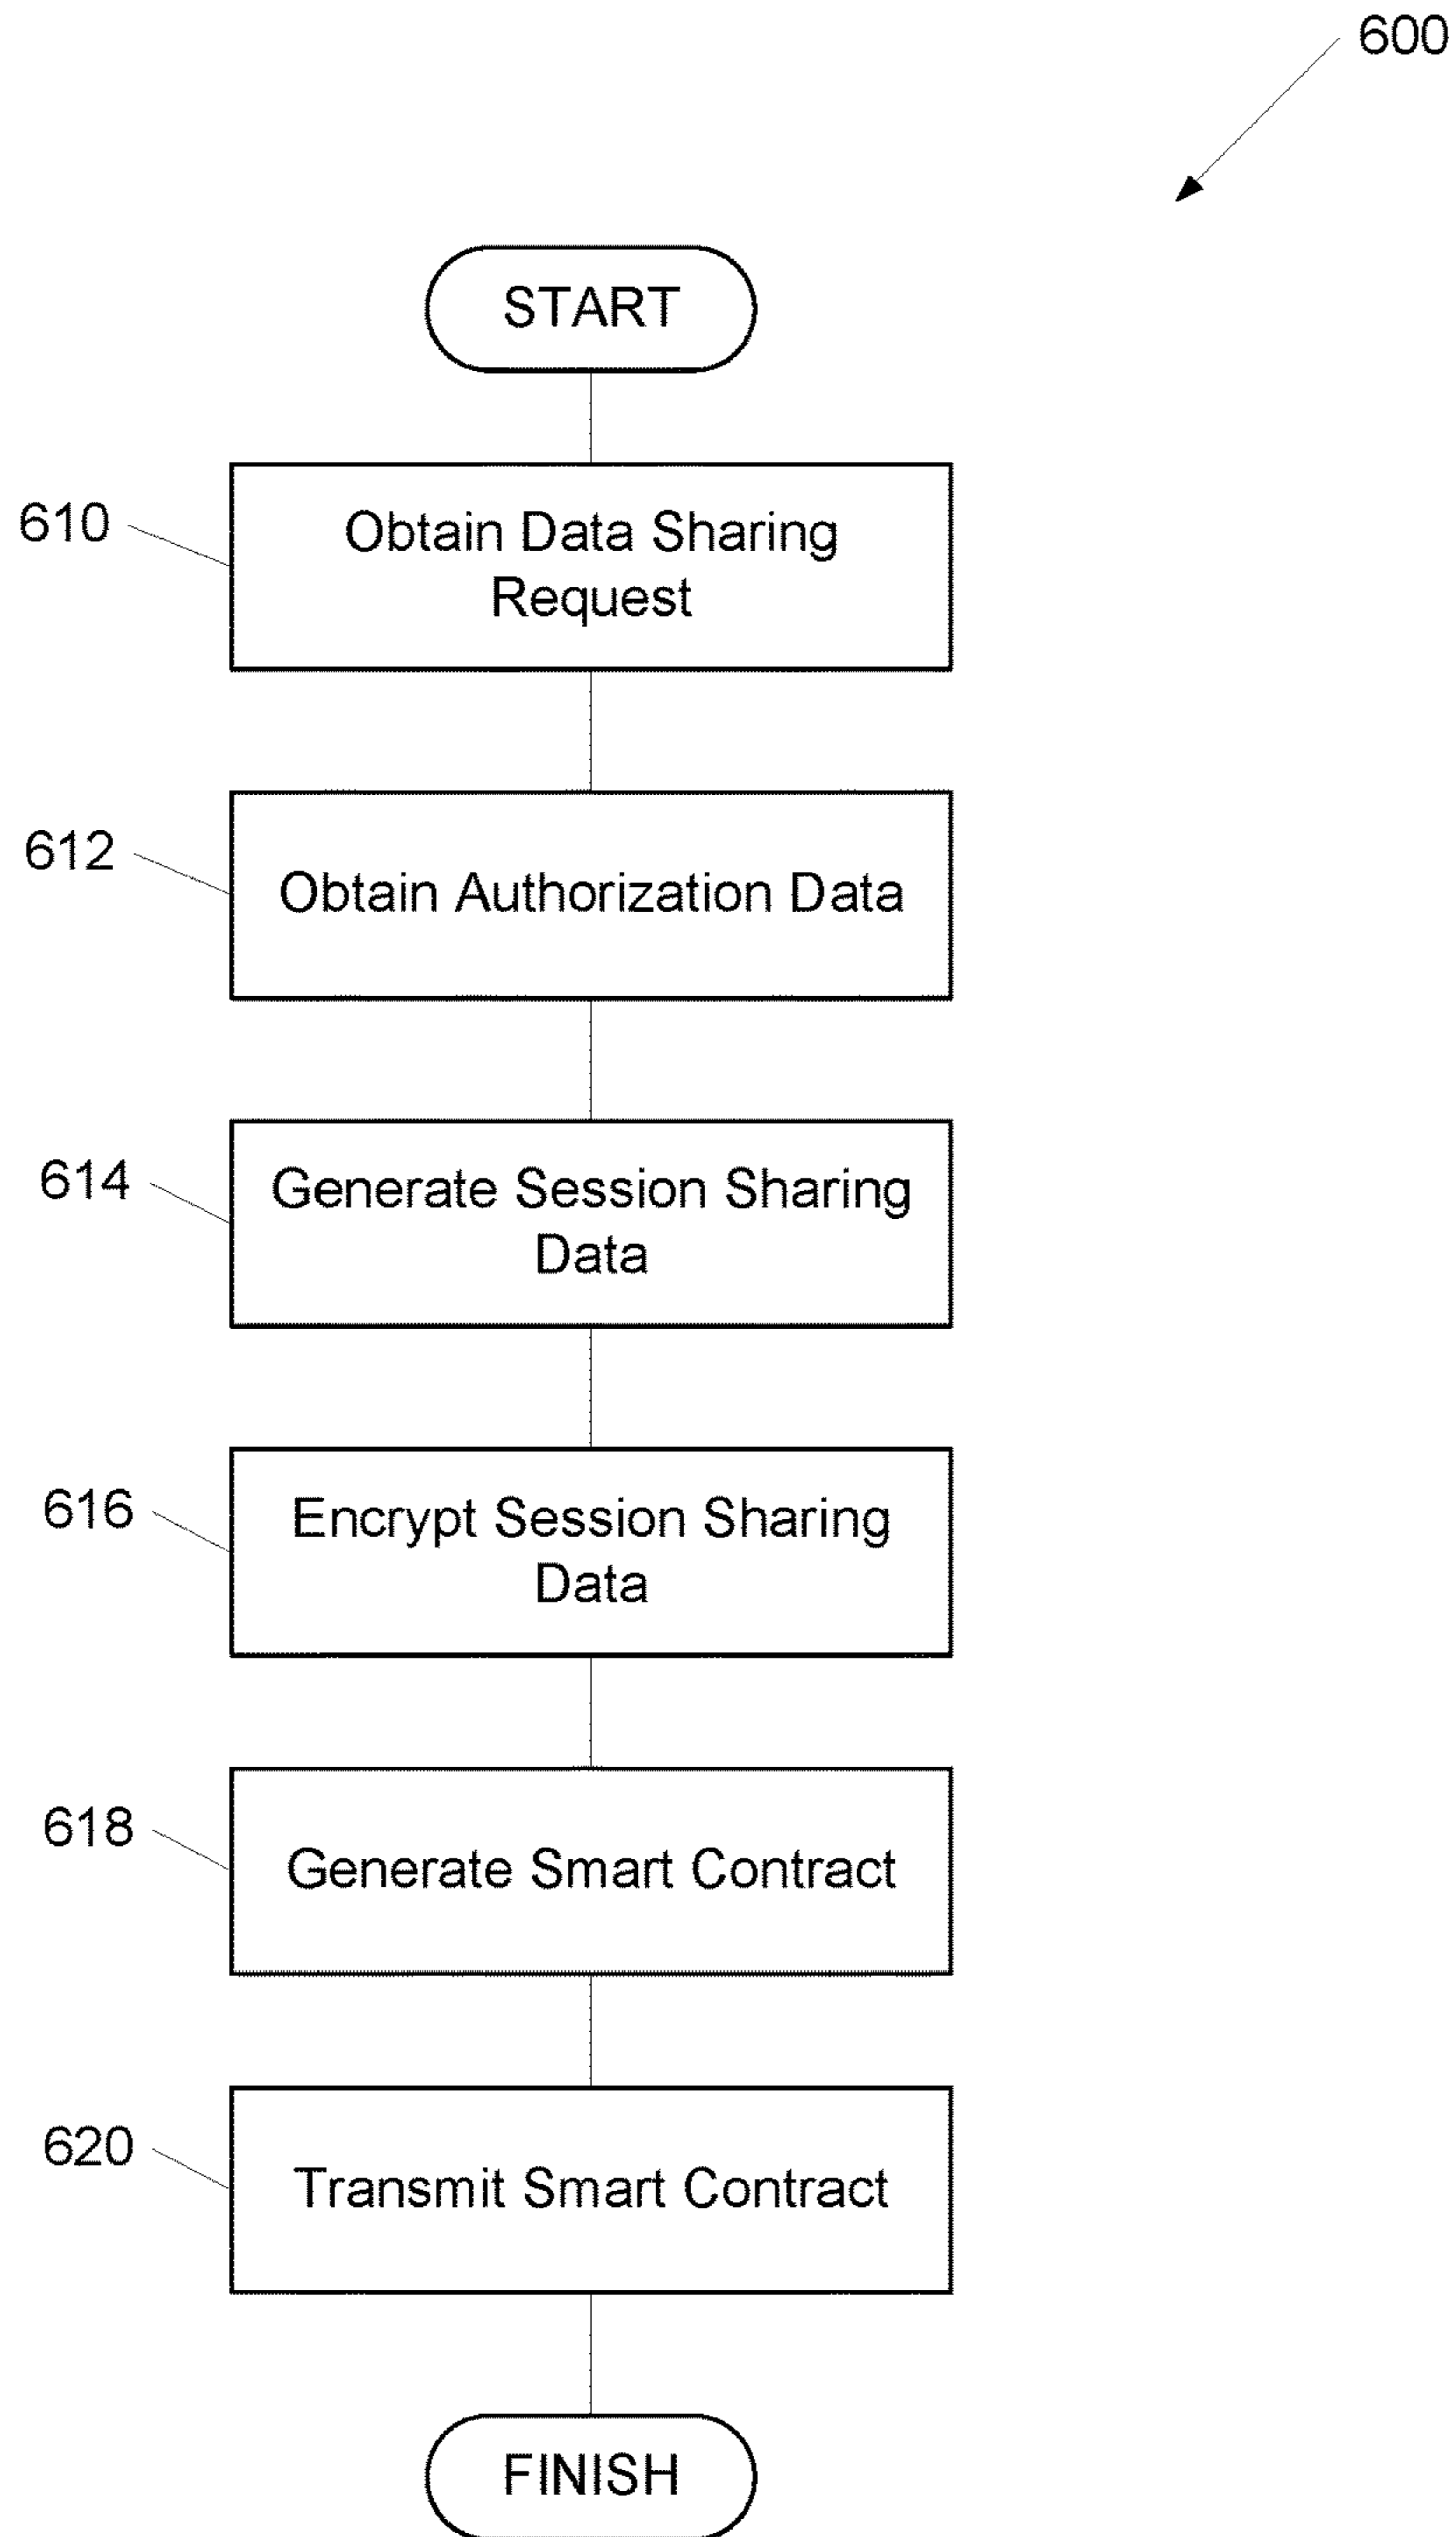 600
START
610
Obtain Data Sharing
Request
612
Obtain Authorization Data
614
Generate Session Sharing
Data
616
Encrypt Session Sharing
Data
618
Generate Smart Contract
620
Transmit Smart Contract
FINISH